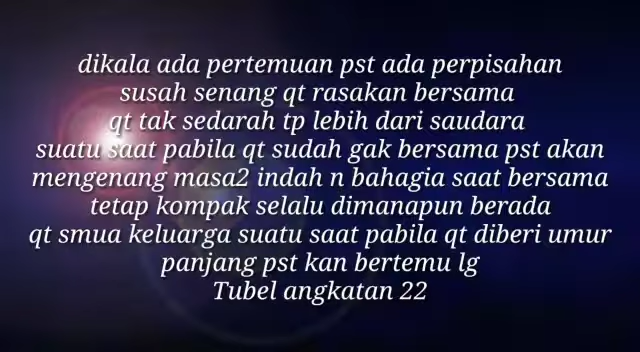 dikala ada pertemuan pst ada perpisahan
susah senang qt rasakan bersama
qt tak sedarah tp lebih dari saudara
suatu saat pabila qt sudah gak bersama pst akan
mengenang masa2 indah n bahagia saat bersama
tetap kompak selalu dimanapun berada
qt smua keluarga suatu saat pabila qt diberi umur
panjang pst kan bertemu lg
Tubel angkatan 22